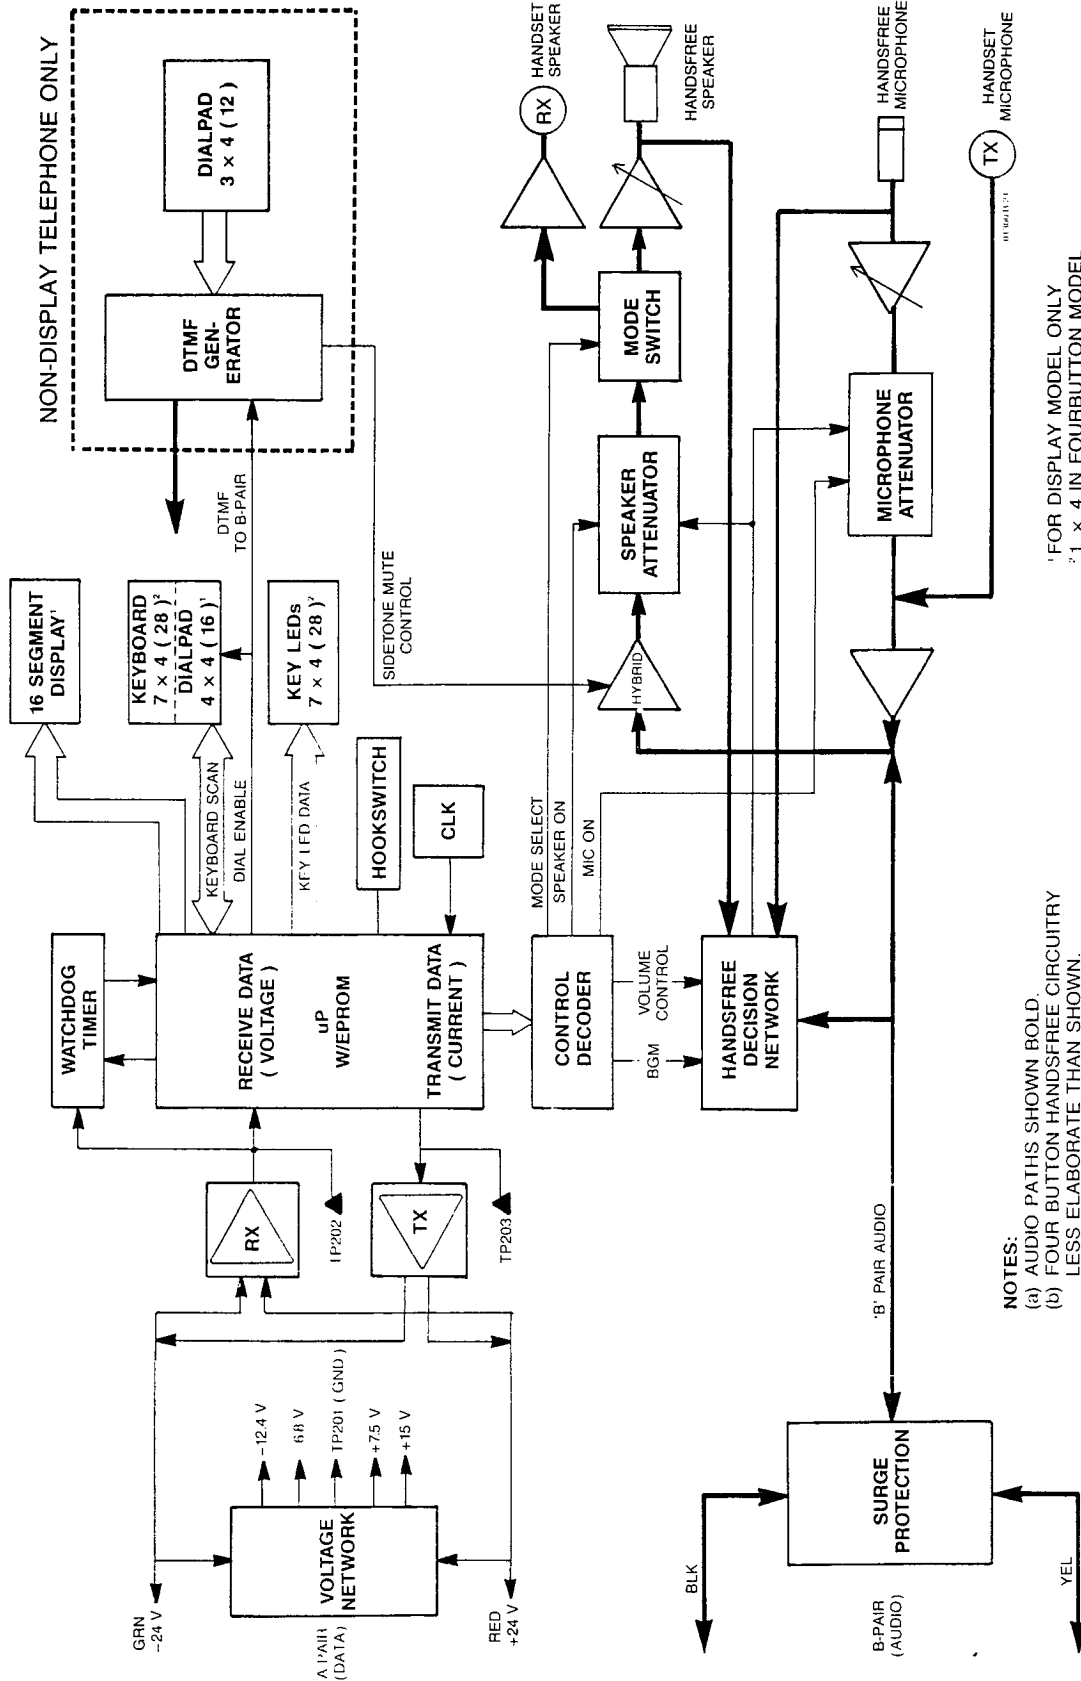 NON-DISPLAY TELEPHONE ONLY
DIALPAD
3 × 4 ( 12 )
DTMF
GEN-
ERATOR
DTMF
TO B-PAIR
16 SEGMENT
DISPLAY¹
KEYBOARD
7 × 4 ( 28 )²
DIALPAD
4 × 4 ( 16 )¹
KEY LEDs
7 × 4 ( 28 )²
SIDETONE MUTE
CONTROL
KEYBOARD SCAN
DIAL ENABLE
KEY LED DATA
HOOKSWITCH
CLK
WATCHDOG
TIMER
RECEIVE DATA
( VOLTAGE )
uP
W/EPROM
TRANSMIT DATA
( CURRENT )
RX
TP202
TX
TP203
GRN
-24 V
VOLTAGE
NETWORK
-12.4 V
6.8 V
TP201 ( GND )
+7.5 V
+15 V
A PAIR
(DATA)
RED
+24 V
HANDSET
SPEAKER
RX
HANDSFREE
SPEAKER
MODE
SWITCH
SPEAKER
ATTENUATOR
HYBRID
MODE SELECT
SPEAKER ON
MIC ON
CONTROL
DECODER
BGM
VOLUME
CONTROL
HANDSFREE
DECISION
NETWORK
HANDSFREE
MICROPHONE
MICROPHONE
ATTENUATOR
TX
HANDSET
MICROPHONE
'B' PAIR AUDIO
SURGE
PROTECTION
BLK
YEL
B-PAIR
(AUDIO)
NOTES:
(a) AUDIO PATHS SHOWN BOLD.
(b) FOUR BUTTON HANDSFREE CIRCUITRY
LESS ELABORATE THAN SHOWN.
¹FOR DISPLAY MODEL ONLY
²1 × 4 IN FOURBUTTON MODEL